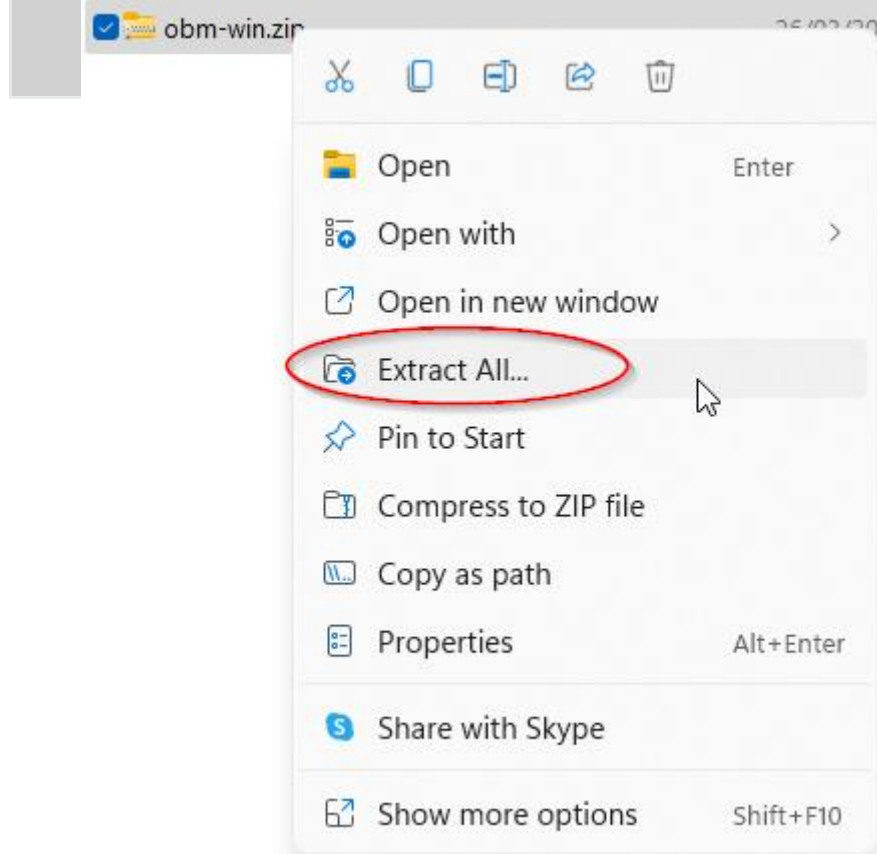 obm-win.zip
Open Enter
Open with
Open in new window
Extract All...
Pin to Start
Compress to ZIP file
Copy as path
Properties Alt+Enter
Share with Skype
Show more options Shift+F10